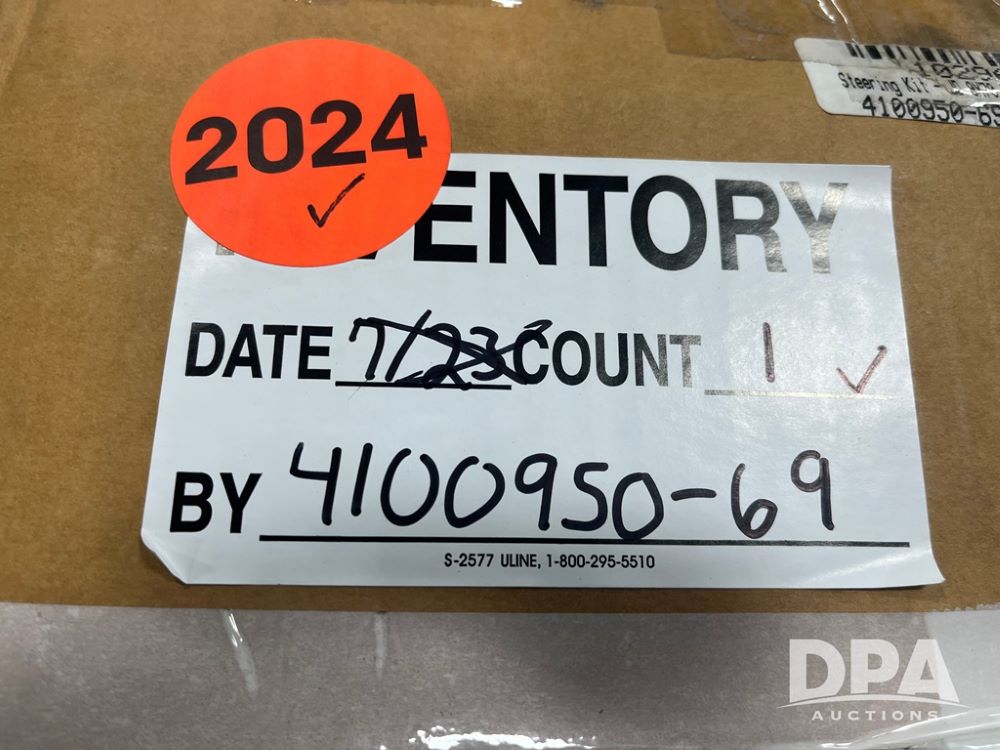 2024 ✓
Steering Kit -
4100950-69
ENTORY
DATE 7/23 COUNT 1 ✓
BY 4100950-69
S-2577 ULINE, 1-800-295-5510
DPA
AUCTIONS